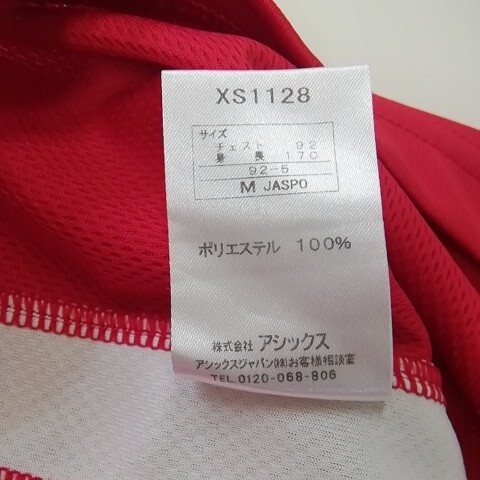 XS1128
サイズ
チェスト 92
身 長 170
92-5
M JASPO
ポリエステル 100%
株式会社 アシックス
アシックスジャパン(株)お客様相談室
TEL.0120-068-806